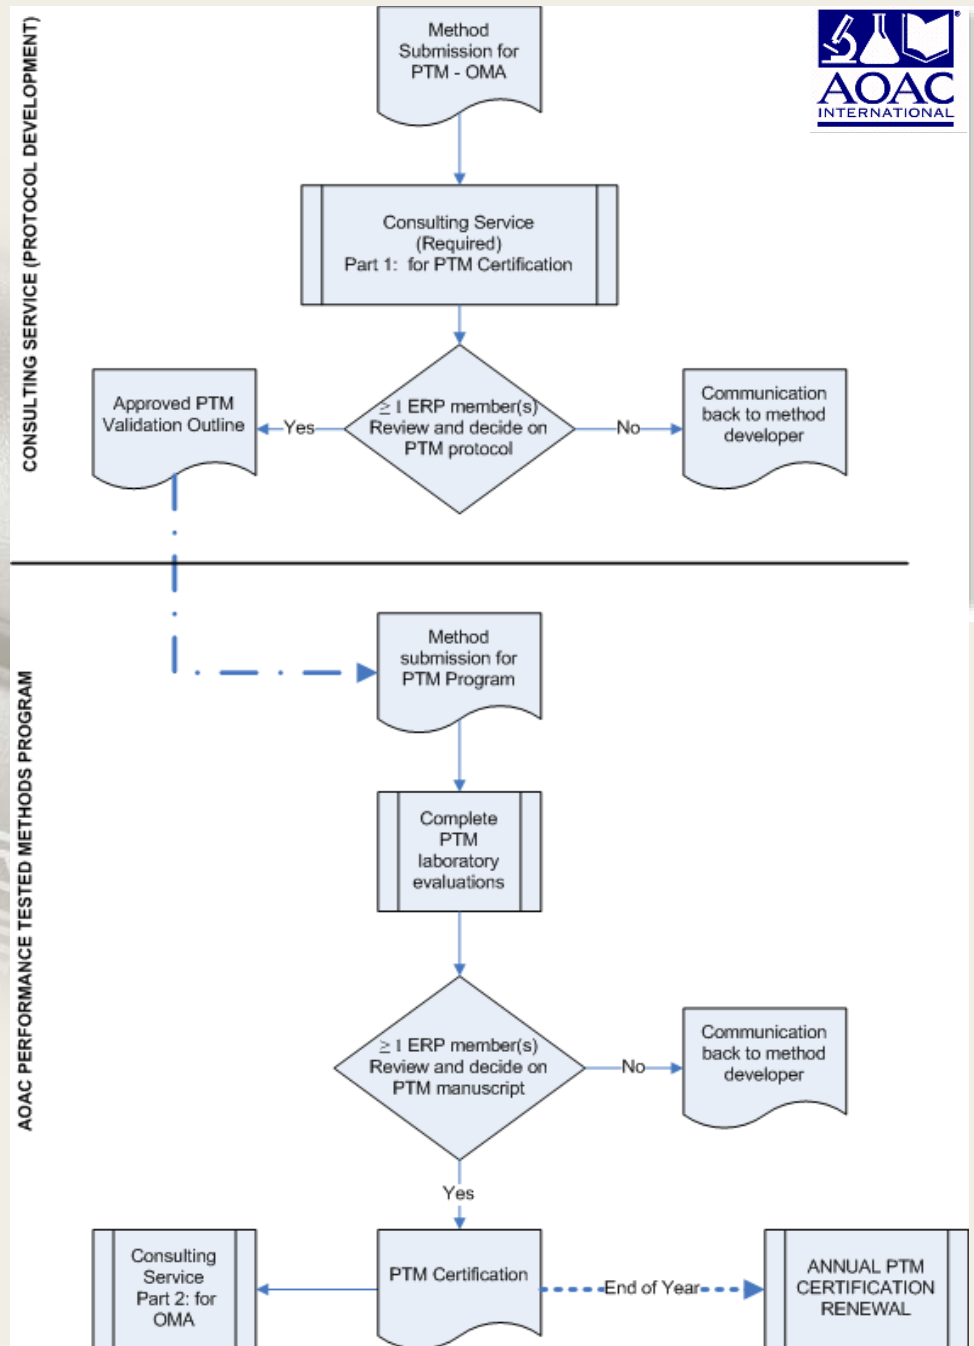 CONSULTING SERVICE (PROTOCOL DEVELOPMENT)
Method
Submission for
PTM - OMA
AOAC
INTERNATIONAL
Consulting Service
(Required)
Part 1: for PTM Certification
≥ 1 ERP member(s)
Review and decide on
PTM protocol
Yes
Approved PTM
Validation Outline
No
Communication
back to method
developer
AOAC PERFORMANCE TESTED METHODS PROGRAM
Method
submission for
PTM Program
Complete
PTM
laboratory
evaluations
≥ 1 ERP member(s)
Review and decide on
PTM manuscript
No
Communication
back to method
developer
Yes
PTM Certification
Consulting
Service
Part 2: for
OMA
End of Year
ANNUAL PTM
CERTIFICATION
RENEWAL